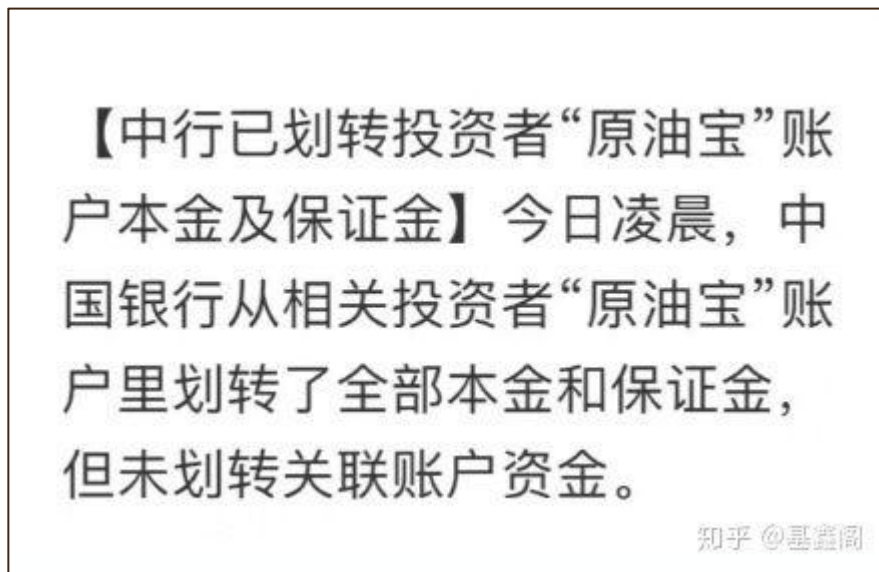 【中行已划转投资者“原油宝”账
户本金及保证金】今日凌晨，中
国银行从相关投资者“原油宝”账
户里划转了全部本金和保证金，
但未划转关联账户资金。
知乎 @基鑫阁